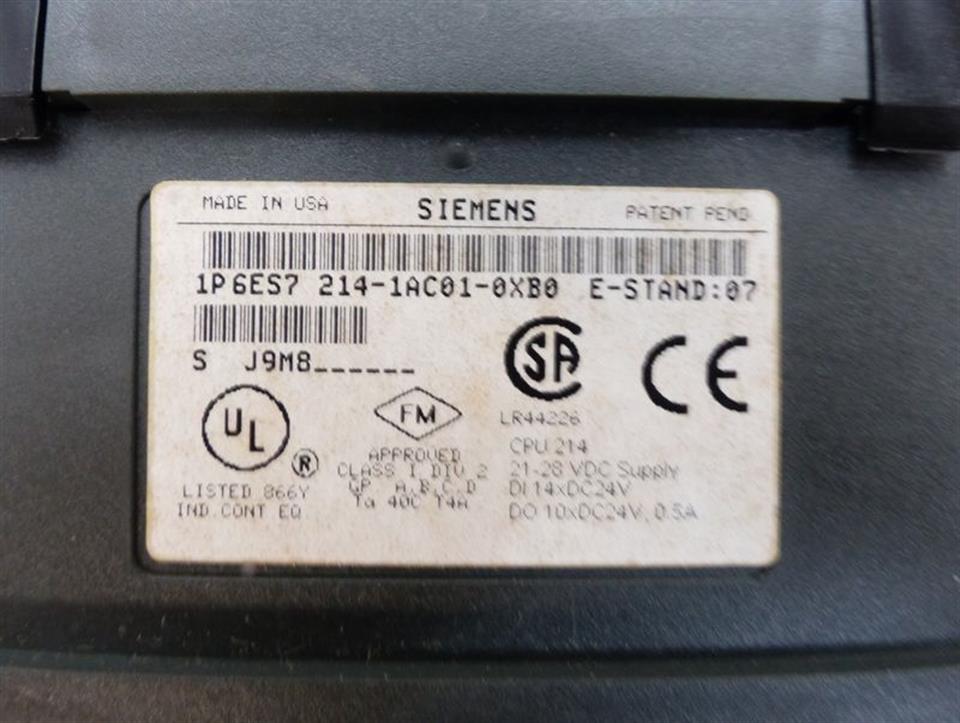 MADE IN USA SIEMENS PATENT PEND
1P 6ES7 214-1AC01-0XB0 E-STAND:07
S J9M8______
SA CE
UL ® FM
LR44226
APPROVED CPU 214
CLASS I, DIV 2 21-28 VDC Supply
LISTED 866Y GP. A,B,C,D DI 14xDC24V
IND.CONT EQ Ta 40C T4A DO 10xDC24V, 0.5A